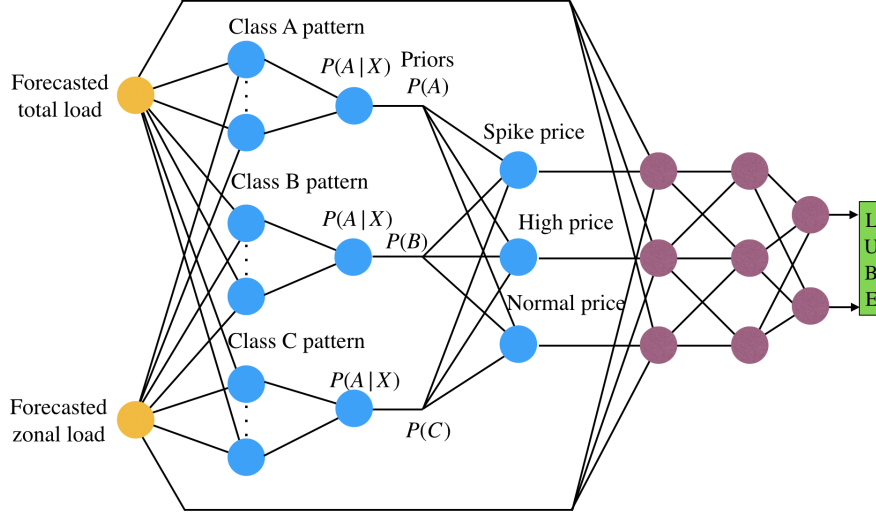 Class A pattern
P(A|X)
Priors
P(A)
Forecasted
total load
Spike price
Class B pattern
P(A|X)
P(B)
High price
L
U
B
E
Normal price
Class C pattern
P(A|X)
Forecasted
zonal load
P(C)